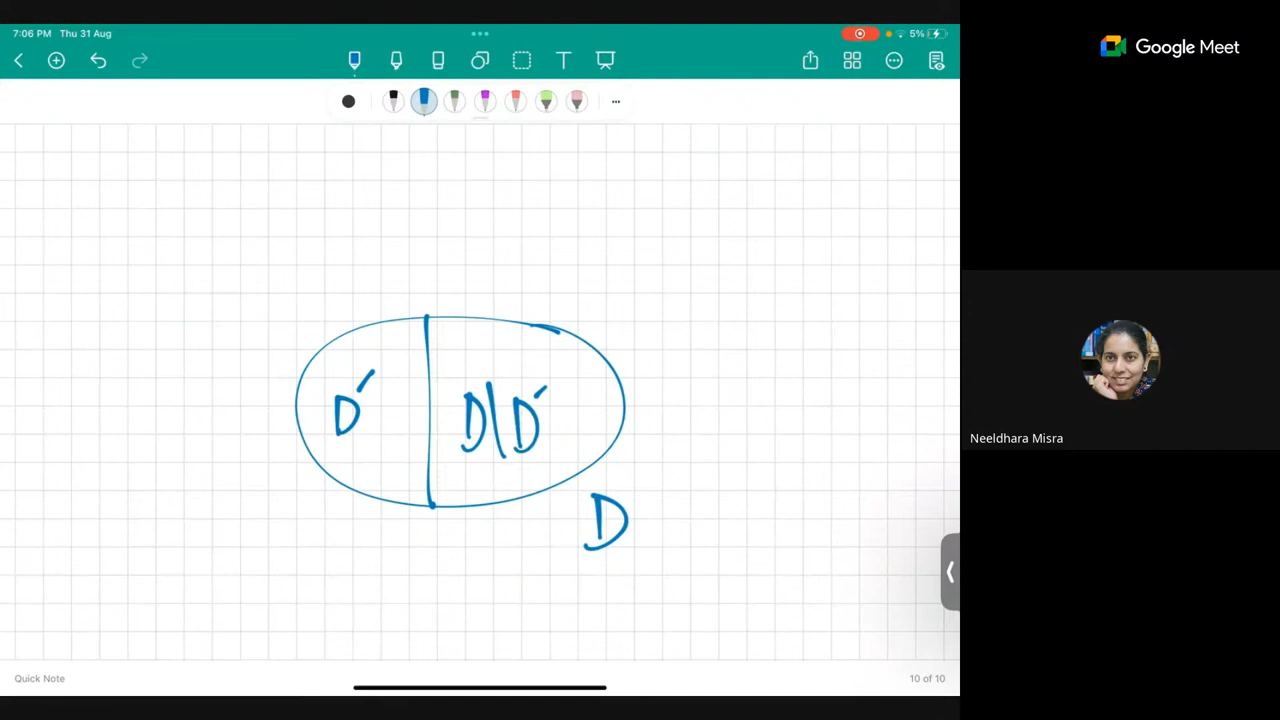 7:06 PM Thu 31 Aug
5%
Google Meet
T
D′
D\D′
D
Neeldhara Misra
Quick Note
10 of 10